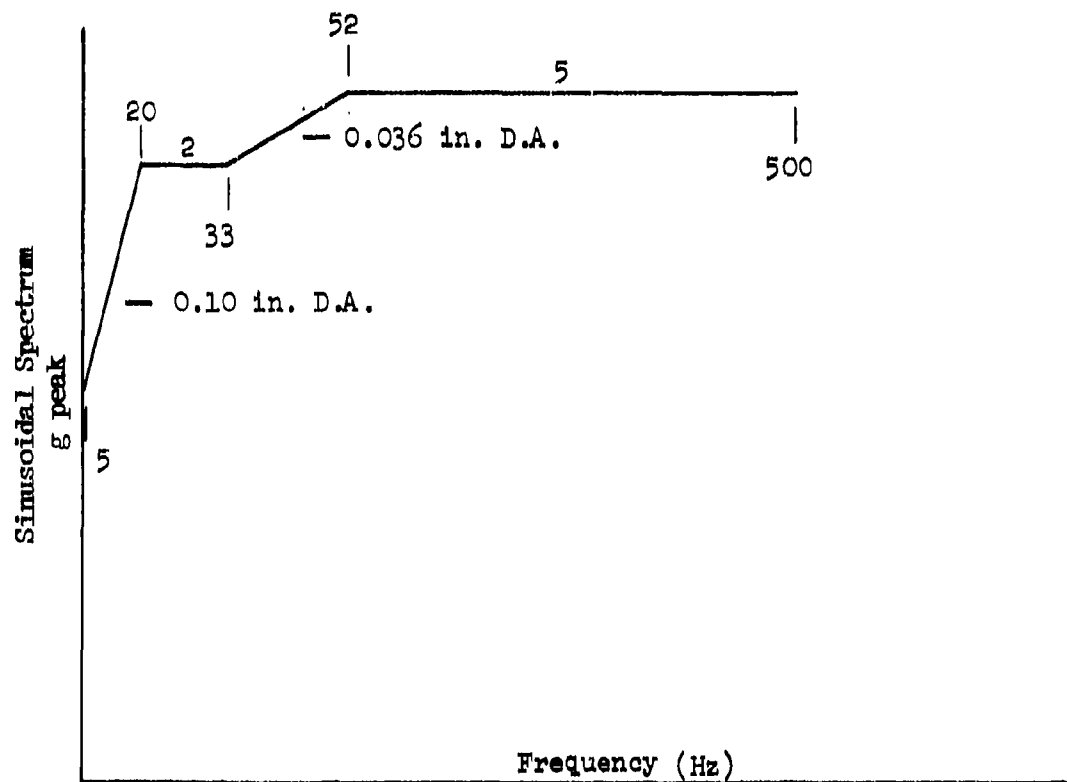 52
5
20
2
0.036 in. D.A.
500
33
0.10 in. D.A.
Sinusoidal Spectrum
g peak
5
Frequency (Hz)